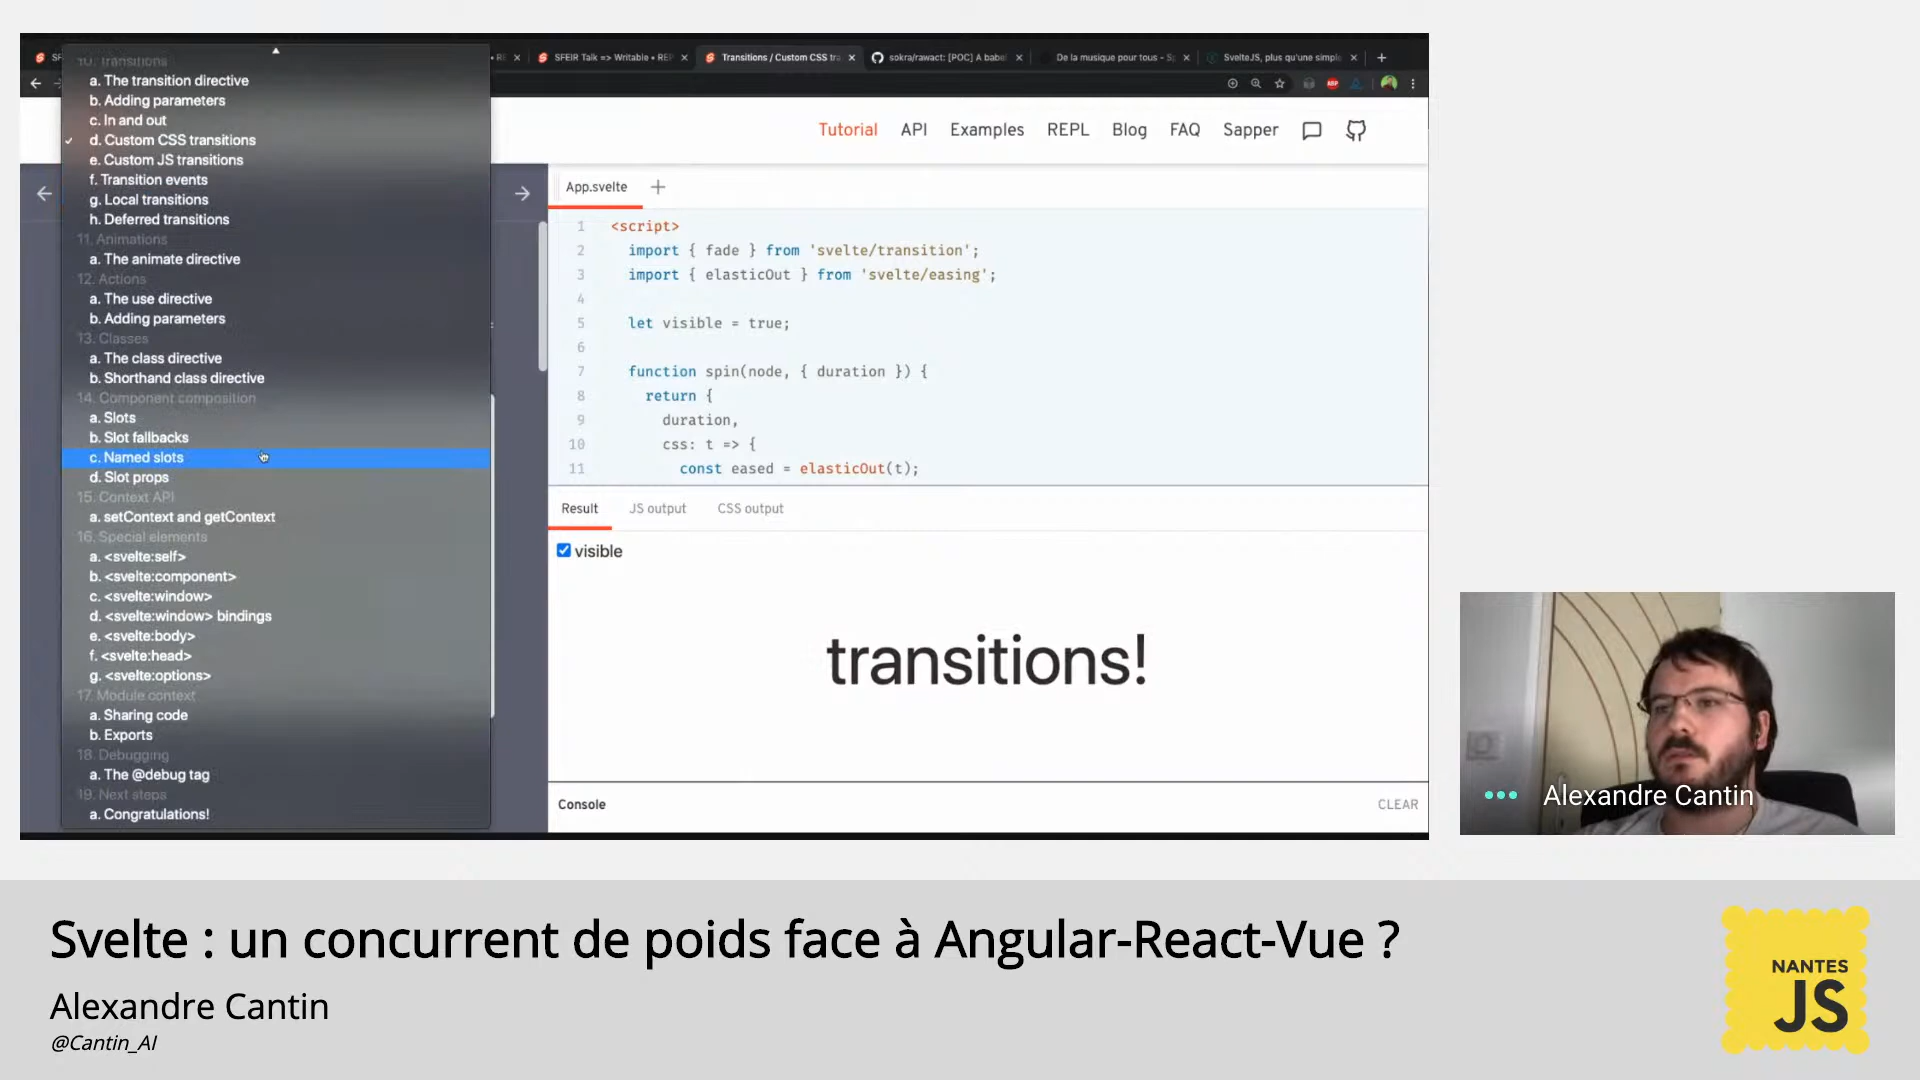 SFEIR Talk => Writable • REP
Transitions / Custom CSS tra
sokra/rawact: [POC] A babel
De la musique pour tous - Sp
SvelteJS, plus qu'une simple
10. Transitions
a. The transition directive
b. Adding parameters
c. In and out
✓ d. Custom CSS transitions
e. Custom JS transitions
f. Transition events
g. Local transitions
h. Deferred transitions
11. Animations
a. The animate directive
12. Actions
a. The use directive
b. Adding parameters
13. Classes
a. The class directive
b. Shorthand class directive
14. Component composition
a. Slots
b. Slot fallbacks
c. Named slots
d. Slot props
15. Context API
a. setContext and getContext
16. Special elements
a. <svelte:self>
b. <svelte:component>
c. <svelte:window>
d. <svelte:window> bindings
e. <svelte:body>
f. <svelte:head>
g. <svelte:options>
17. Module context
a. Sharing code
b. Exports
18. Debugging
a. The @debug tag
19. Next steps
a. Congratulations!
Tutorial API Examples REPL Blog FAQ Sapper
App.svelte +
1 <script>
2 import { fade } from 'svelte/transition';
3 import { elasticOut } from 'svelte/easing';
4
5 let visible = true;
6
7 function spin(node, { duration }) {
8 return {
9 duration,
10 css: t => {
11 const eased = elasticOut(t);
Result JS output CSS output
visible
transitions!
Console CLEAR
Alexandre Cantin
Svelte : un concurrent de poids face à Angular-React-Vue ?
Alexandre Cantin
@Cantin_Al
NANTES
JS